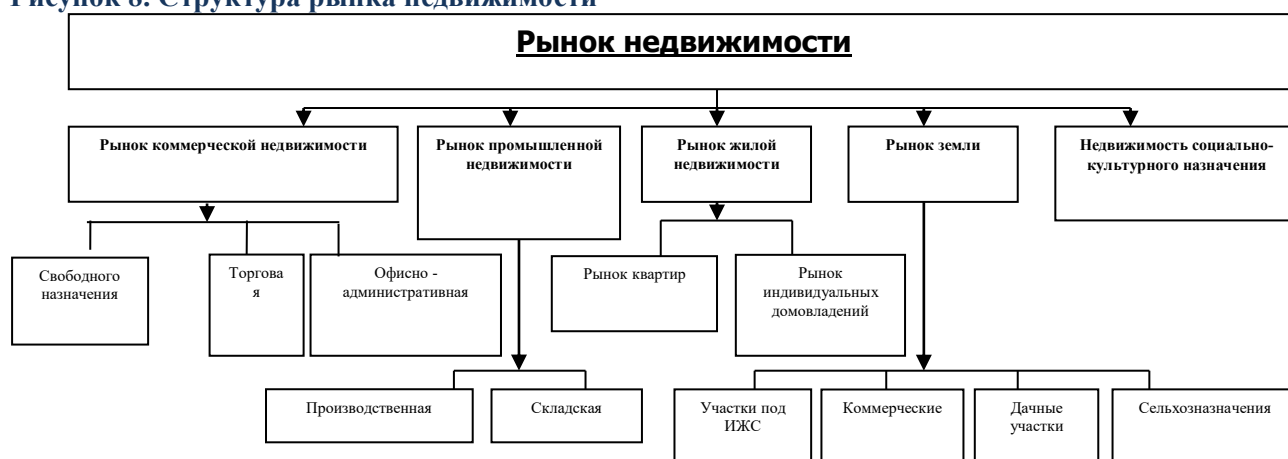 Рисунок 8. Структура рынка недвижимости
Рынок недвижимости
Рынок коммерческой недвижимости
Рынок промышленной
недвижимости
Рынок жилой
недвижимости
Рынок земли
Недвижимость социально-
культурного назначения
Свободного
назначения
Торгова
я
Офисно -
административная
Рынок квартир
Рынок
индивидуальных
домовладений
Производственная
Складская
Участки под
ИЖС
Коммерческие
Дачные
участки
Сельхозназначения